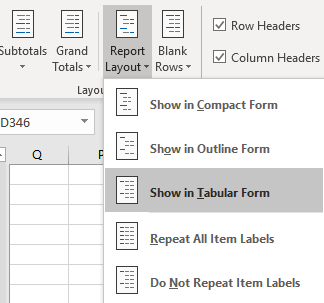 Subtotals
Grand
Totals
Report
Layout
Blank
Rows
Row Headers
Column Headers
Layou
D346
Q
Show in Compact Form
Show in Outline Form
Show in Tabular Form
Repeat All Item Labels
Do Not Repeat Item Labels